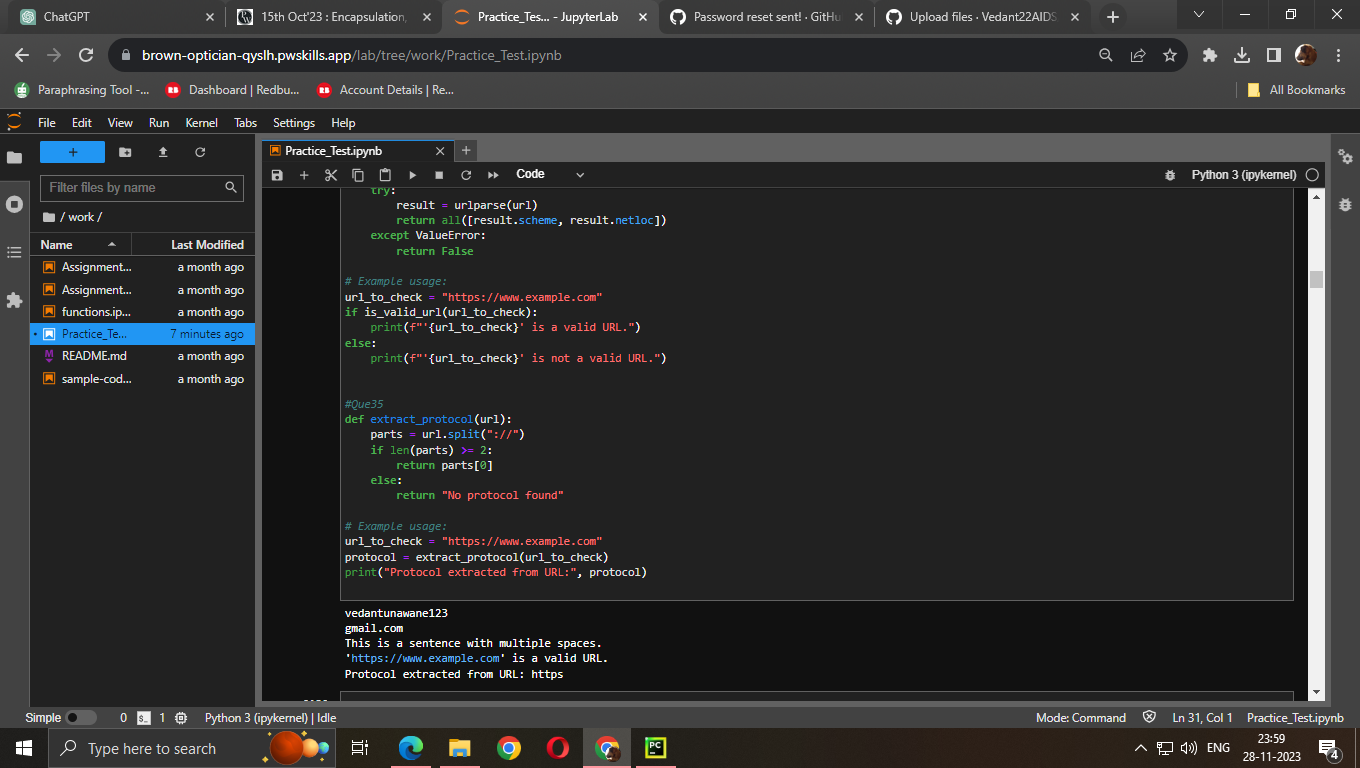 ChatGPT
15th Oct'23 : Encapsulation,
Practice_Tes... - JupyterLab
Password reset sent! · GitHu
Upload files · Vedant22AIDS
brown-optician-qyslh.pwskills.app/lab/tree/work/Practice_Test.ipynb
Paraphrasing Tool -...
Dashboard | Redbu...
Account Details | Re...
All Bookmarks
File Edit View Run Kernel Tabs Settings Help
Filter files by name
/ work /
Name Last Modified
Assignment... a month ago
Assignment... a month ago
functions.ip... a month ago
Practice_Te... 7 minutes ago
README.md a month ago
sample-cod... a month ago
Practice_Test.ipynb
Code
Python 3 (ipykernel)
try:
result = urlparse(url)
return all([result.scheme, result.netloc])
except ValueError:
return False
# Example usage:
url_to_check = "https://www.example.com"
if is_valid_url(url_to_check):
print(f"'{url_to_check}' is a valid URL.")
else:
print(f"'{url_to_check}' is not a valid URL.")
#Que35
def extract_protocol(url):
parts = url.split("://")
if len(parts) >= 2:
return parts[0]
else:
return "No protocol found"
# Example usage:
url_to_check = "https://www.example.com"
protocol = extract_protocol(url_to_check)
print("Protocol extracted from URL:", protocol)
vedantunawane123
gmail.com
This is a sentence with multiple spaces.
'https://www.example.com' is a valid URL.
Protocol extracted from URL: https
Simple 0 1 Python 3 (ipykernel) | Idle
Mode: Command Ln 31, Col 1 Practice_Test.ipynb
Type here to search
PC
ENG
23:59
28-11-2023
4